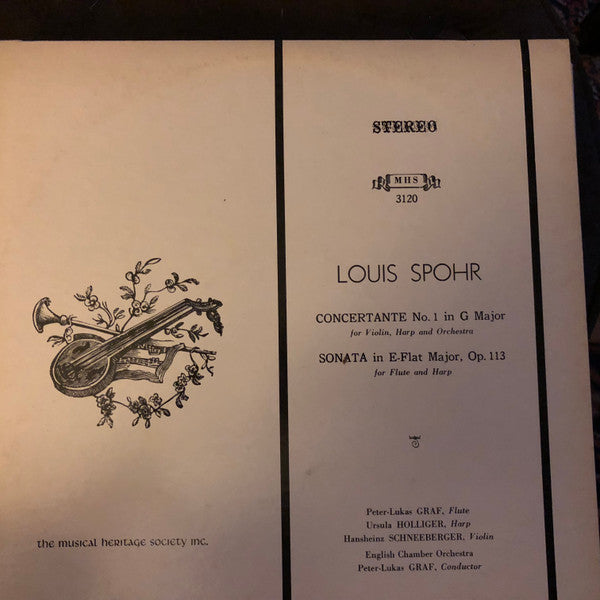 STEREO
MHS
3120
LOUIS SPOHR
CONCERTANTE No. 1 in G Major
for Violin, Harp and Orchestra
SONATA in E-Flat Major, Op. 113
for Flute and Harp
Peter-Lukas GRAF, Flute
Ursula HOLLIGER, Harp
Hansheinz SCHNEEBERGER, Violin
English Chamber Orchestra
Peter-Lukas GRAF, Conductor
the musical heritage society inc.